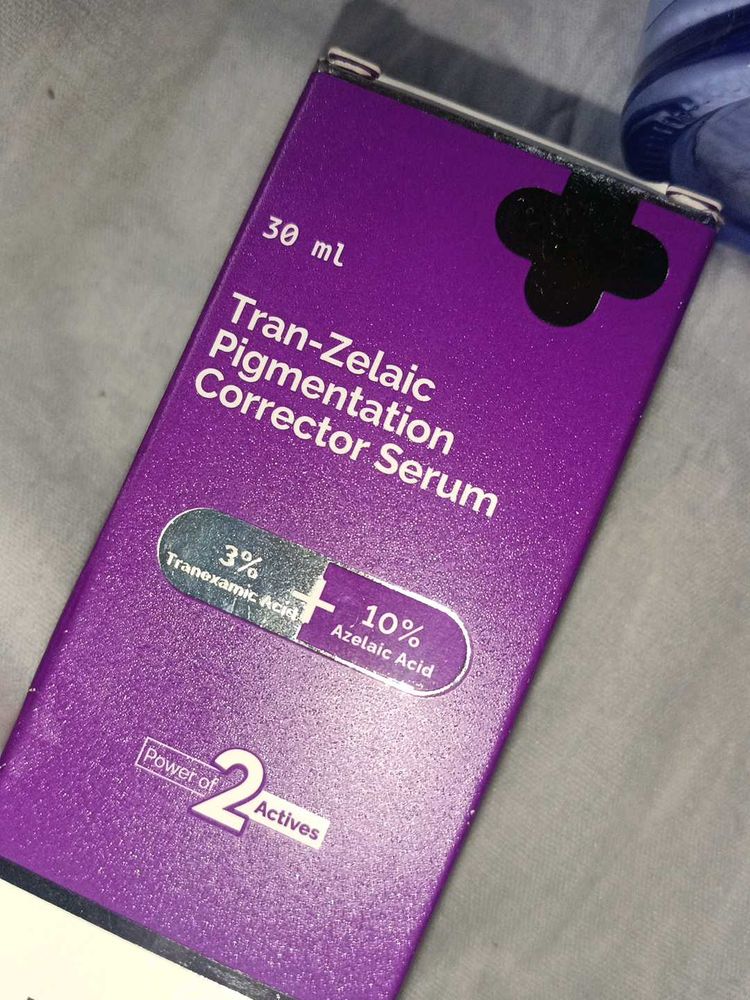 30 ml
Tran-Zelaic
Pigmentation
Corrector Serum
3%
Tranexamic Acid
+
10%
Azelaic Acid
Power of
2
Actives